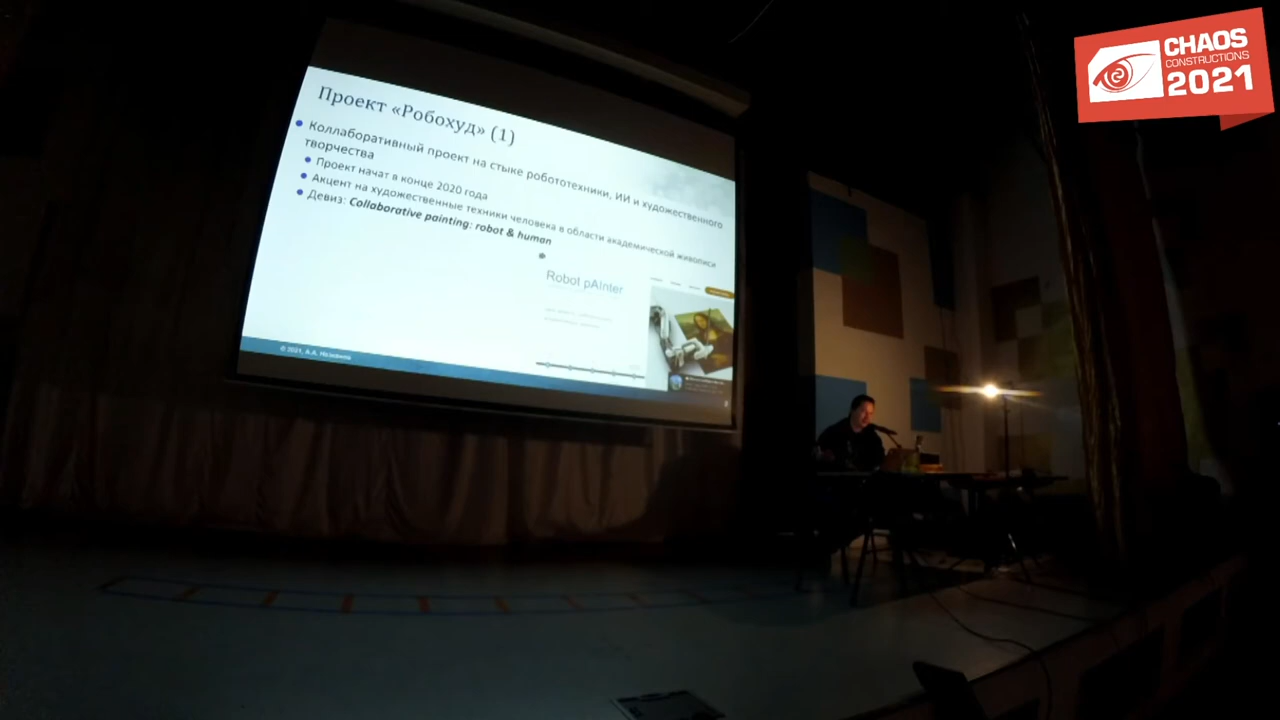 CHAOS
CONSTRUCTIONS
2021
Проект «Робохуд» (1)
Коллаборативный проект на стыке робототехники, ИИ и художественного
творчества
Проект начат в конце 2020 года
Акцент на художественные техники человека в области академической живописи
Девиз: Collaborative painting: robot & human
Robot pAInter
© 2021, А.А.